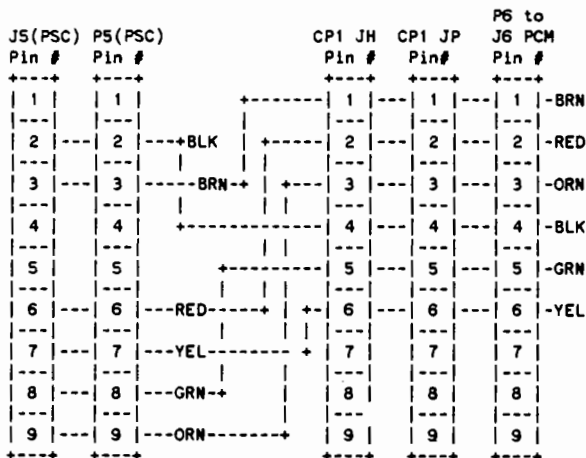 P6 to
J5(PSC) P5(PSC) CP1 JH CP1 JP J6 PCM
Pin # Pin # Pin # Pin# Pin #
1 1 1 1 1 BRN
2 2 BLK 2 2 2 RED
3 3 BRN 3 3 3 ORN
4 4 4 4 4 BLK
5 5 5 5 5 GRN
6 6 RED 6 6 6 YEL
7 7 YEL 7 7 7
8 8 GRN 8 8 8
9 9 ORN 9 9 9